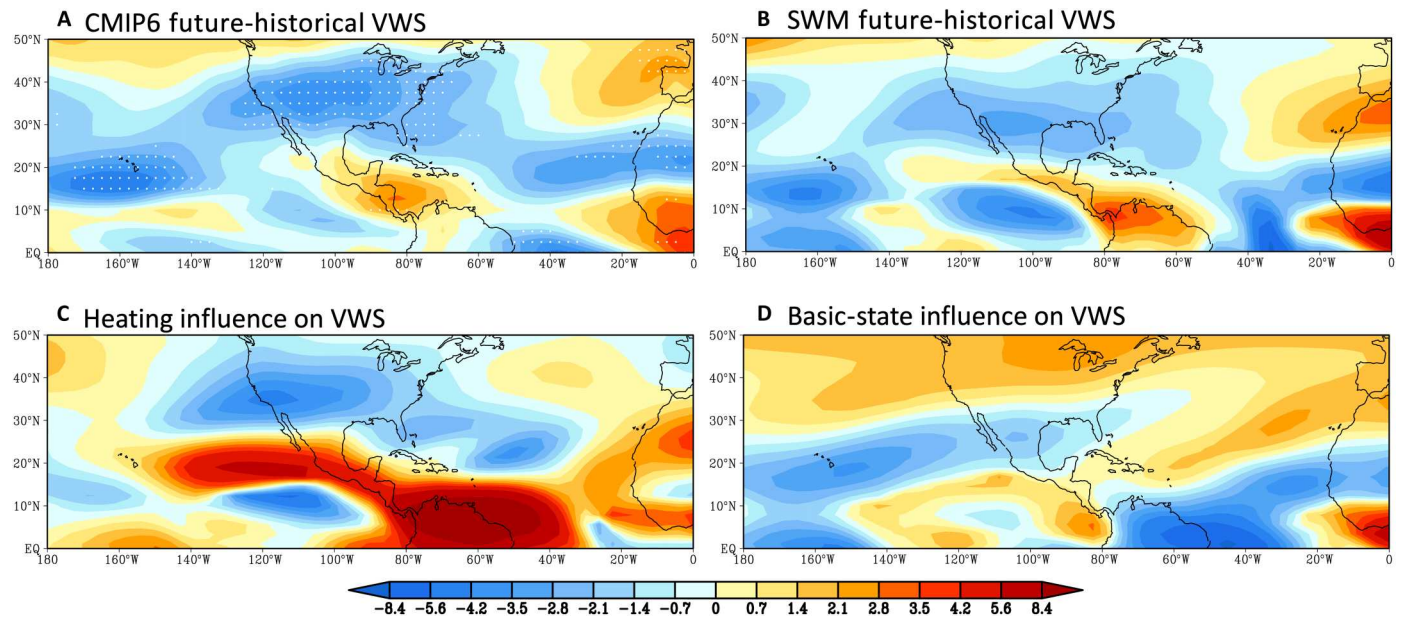 A CMIP6 future-historical VWS
B SWM future-historical VWS
50°N
40°N
30°N
20°N
10°N
EQ
180 160°W 140°W 120°W 100°W 80°W 60°W 40°W 20°W 0
50°N
40°N
30°N
20°N
10°N
EQ
180 160°W 140°W 120°W 100°W 80°W 60°W 40°W 20°W 0
C Heating influence on VWS
D Basic-state influence on VWS
50°N
40°N
30°N
20°N
10°N
EQ
180 160°W 140°W 120°W 100°W 80°W 60°W 40°W 20°W 0
50°N
40°N
30°N
20°N
10°N
EQ
180 160°W 140°W 120°W 100°W 80°W 60°W 40°W 20°W 0
-8.4 -5.6 -4.2 -3.5 -2.8 -2.1 -1.4 -0.7 0 0.7 1.4 2.1 2.8 3.5 4.2 5.6 8.4